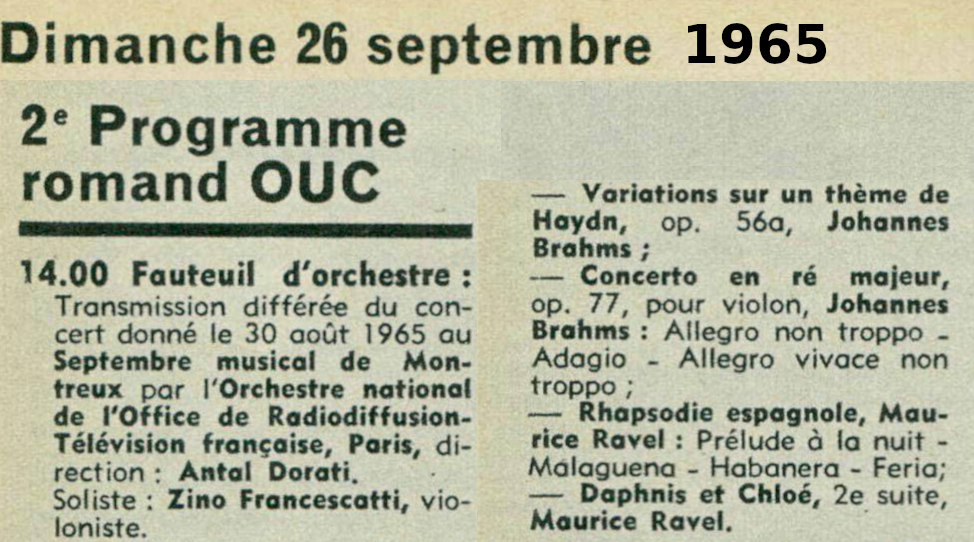 Dimanche 26 septembre 1965
2e Programme
romand OUC
14.00 Fauteuil d'orchestre :
Transmission différée du con-
cert donné le 30 août 1965 au
Septembre musical de Mon-
treux par l'Orchestre national
de l'Office de Radiodiffusion-
Télévision française, Paris, di-
rection : Antal Dorati.
Soliste : Zino Francescatti, vio-
loniste.
— Variations sur un thème de
Haydn, op. 56a, Johannes
Brahms ;
— Concerto en ré majeur,
op. 77, pour violon, Johannes
Brahms : Allegro non troppo -
Adagio - Allegro vivace non
troppo ;
— Rhapsodie espagnole, Mau-
rice Ravel : Prélude à la nuit -
Malaguena - Habanera - Feria;
— Daphnis et Chloé, 2e suite,
Maurice Ravel.